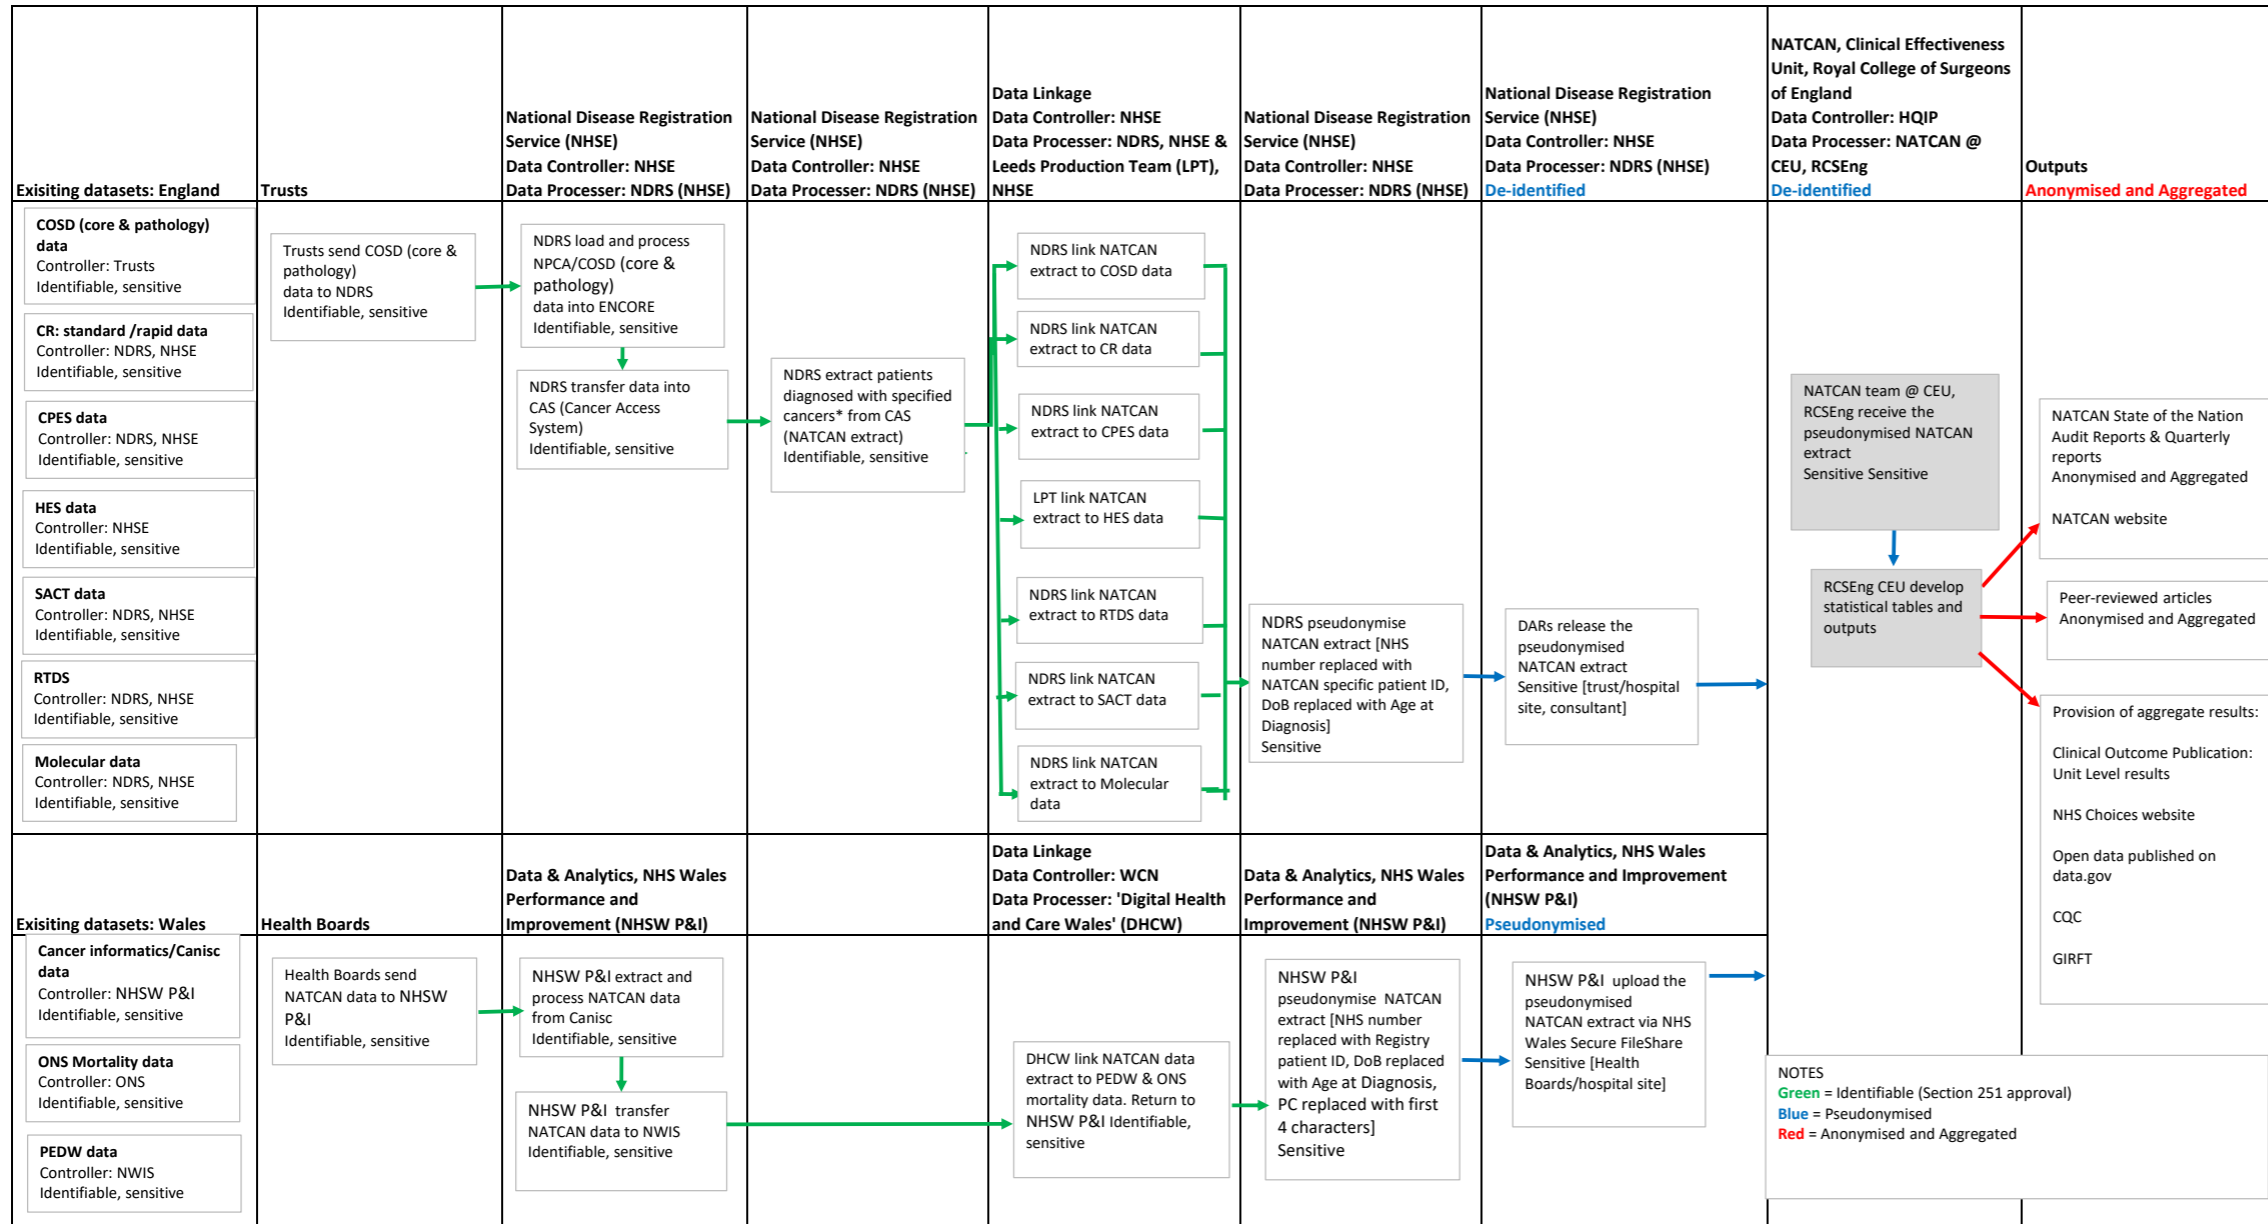 Exisiting datasets: England
Trusts
National Disease Registration
Service (NHSE)
Data Controller: NHSE
Data Processer: NDRS (NHSE)
National Disease Registration
Service (NHSE)
Data Controller: NHSE
Data Processer: NDRS (NHSE)
Data Linkage
Data Controller: NHSE
Data Processer: NDRS, NHSE &
Leeds Production Team (LPT),
NHSE
National Disease Registration
Service (NHSE)
Data Controller: NHSE
Data Processer: NDRS (NHSE)
National Disease Registration
Service (NHSE)
Data Controller: NHSE
Data Processer: NDRS (NHSE)
De-identified
NATCAN, Clinical Effectiveness
Unit, Royal College of Surgeons
of England
Data Controller: HQIP
Data Processer: NATCAN @
CEU, RCSEng
De-identified
Outputs
Anonymised and Aggregated
COSD (core & pathology)
data
Controller: Trusts
Identifiable, sensitive
CR: standard /rapid data
Controller: NDRS, NHSE
Identifiable, sensitive
CPES data
Controller: NDRS, NHSE
Identifiable, sensitive
HES data
Controller: NHSE
Identifiable, sensitive
SACT data
Controller: NDRS, NHSE
Identifiable, sensitive
RTDS
Controller: NDRS, NHSE
Identifiable, sensitive
Molecular data
Controller: NDRS, NHSE
Identifiable, sensitive
Trusts send COSD (core &
pathology)
data to NDRS
Identifiable, sensitive
NDRS load and process
NPCA/COSD (core &
pathology)
data into ENCORE
Identifiable, sensitive
NDRS transfer data into
CAS (Cancer Access
System)
Identifiable, sensitive
NDRS extract patients
diagnosed with specified
cancers* from CAS
(NATCAN extract)
Identifiable, sensitive
NDRS link NATCAN
extract to COSD data
NDRS link NATCAN
extract to CR data
NDRS link NATCAN
extract to CPES data
LPT link NATCAN
extract to HES data
NDRS link NATCAN
extract to RTDS data
NDRS link NATCAN
extract to SACT data
NDRS link NATCAN
extract to Molecular
data
NDRS pseudonymise
NATCAN extract [NHS
number replaced with
NATCAN specific patient ID,
DoB replaced with Age at
Diagnosis]
Sensitive
DARs release the
pseudonymised
NATCAN extract
Sensitive [trust/hospital
site, consultant]
NATCAN team @ CEU,
RCSEng receive the
pseudonymised NATCAN
extract
Sensitive Sensitive
RCSEng CEU develop
statistical tables and
outputs
NATCAN State of the Nation
Audit Reports & Quarterly
reports
Anonymised and Aggregated
NATCAN website
Peer-reviewed articles
Anonymised and Aggregated
Provision of aggregate results:
Clinical Outcome Publication:
Unit Level results
NHS Choices website
Open data published on
data.gov
CQC
GIRFT
Exisiting datasets: Wales
Health Boards
Data & Analytics, NHS Wales
Performance and
Improvement (NHSW P&I)
Data Linkage
Data Controller: WCN
Data Processer: 'Digital Health
and Care Wales' (DHCW)
Data & Analytics, NHS Wales
Performance and
Improvement (NHSW P&I)
Data & Analytics, NHS Wales
Performance and Improvement
(NHSW P&I)
Pseudonymised
Cancer informatics/Canisc
data
Controller: NHSW P&I
Identifiable, sensitive
ONS Mortality data
Controller: ONS
Identifiable, sensitive
PEDW data
Controller: NWIS
Identifiable, sensitive
Health Boards send
NATCAN data to NHSW
P&I
Identifiable, sensitive
NHSW P&I extract and
process NATCAN data
from Canisc
Identifiable, sensitive
NHSW P&I transfer
NATCAN data to NWIS
Identifiable, sensitive
DHCW link NATCAN data
extract to PEDW & ONS
mortality data. Return to
NHSW P&I Identifiable,
sensitive
NHSW P&I
pseudonymise NATCAN
extract [NHS number
replaced with Registry
patient ID, DoB replaced
with Age at Diagnosis,
PC replaced with first
4 characters]
Sensitive
NHSW P&I upload the
pseudonymised
NATCAN extract via NHS
Wales Secure FileShare
Sensitive [Health
Boards/hospital site]
NOTES
Green = Identifiable (Section 251 approval)
Blue = Pseudonymised
Red = Anonymised and Aggregated